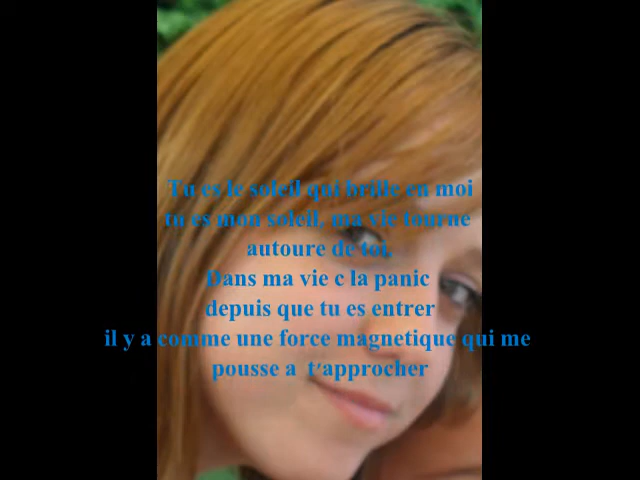 Tu es le soleil qui brille en moi
tu es mon soleil, ma vie tourne
autoure de toi,
Dans ma vie c la panic
depuis que tu es entrer
il y a comme une force magnetique qui me
pousse a t'approcher